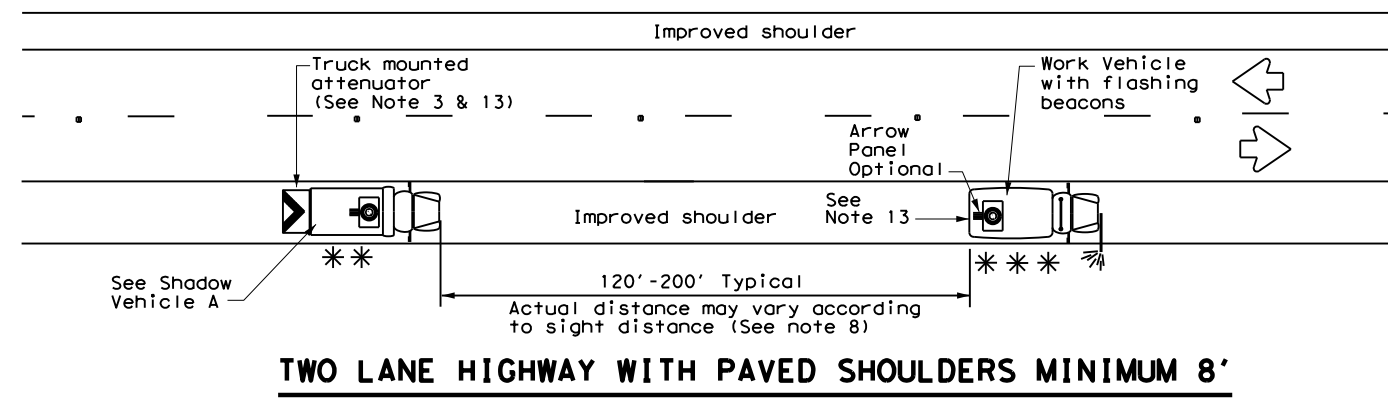 Improved shoulder
Truck mounted
attenuator
(See Note 3 & 13)
Work Vehicle
with flashing
beacons
Arrow
Panel
Optional
See
Note 13
Improved shoulder
See Shadow
Vehicle A
** 
***
120'-200' Typical
Actual distance may vary according
to sight distance (See note 8)
TWO LANE HIGHWAY WITH PAVED SHOULDERS MINIMUM 8'